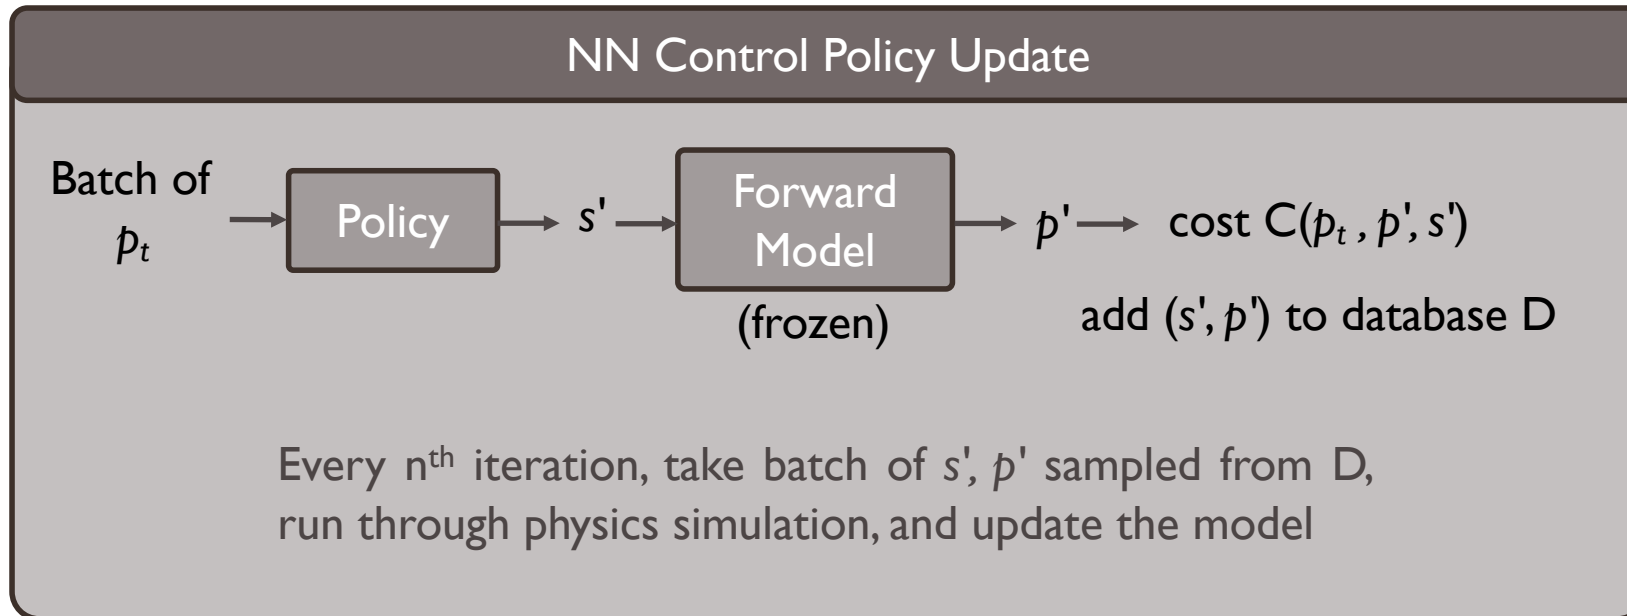 NN Control Policy Update
Batch of
pₜ
Policy
s'
Forward
Model
(frozen)
p'
cost C(pₜ , p', s')
add (s', p') to database D
Every nᵗʰ iteration, take batch of s', p' sampled from D,
run through physics simulation, and update the model